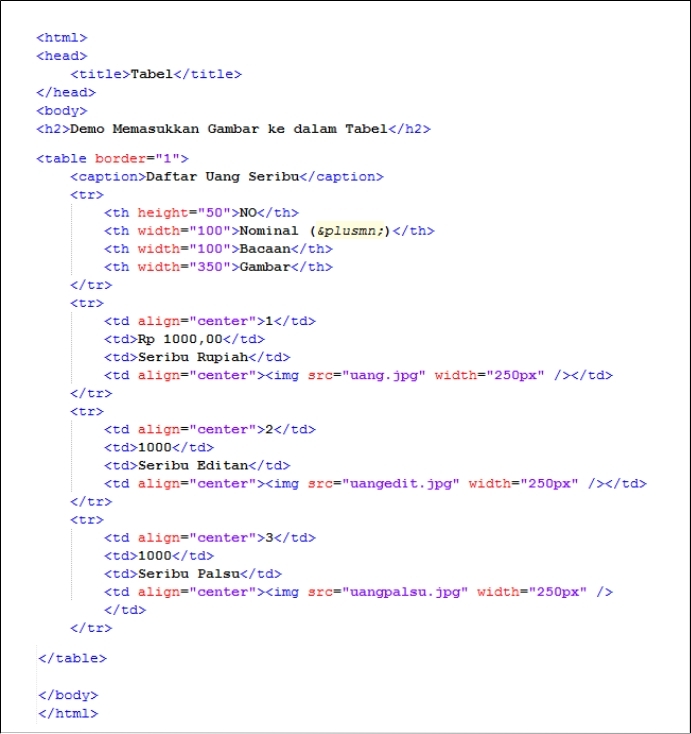 <html>
<head>
<title>Tabel</title>
</head>
<body>
<h2>Demo Memasukkan Gambar ke dalam Tabel</h2>
<table border="1">
<caption>Daftar Uang Seribu</caption>
<tr>
<th height="50">NO</th>
<th width="100">Nominal (&plusmn;)</th>
<th width="100">Bacaan</th>
<th width="350">Gambar</th>
</tr>
<tr>
<td align="center">1</td>
<td>Rp 1000,00</td>
<td>Seribu Rupiah</td>
<td align="center"><img src="uang.jpg" width="250px" /></td>
</tr>
<tr>
<td align="center">2</td>
<td>1000</td>
<td>Seribu Editan</td>
<td align="center"><img src="uangedit.jpg" width="250px" /></td>
</tr>
<tr>
<td align="center">3</td>
<td>1000</td>
<td>Seribu Palsu</td>
<td align="center"><img src="uangpalsu.jpg" width="250px" />
</td>
</tr>
</table>
</body>
</html>